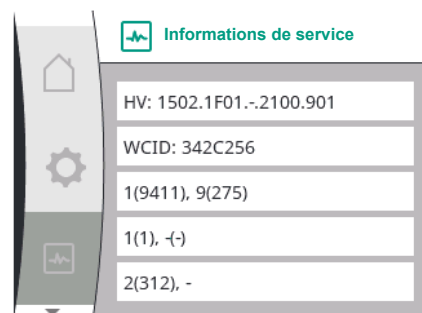 Informations de service
HV: 1502.1F01.-.2100.901
WCID: 342C256
1(9411), 9(275)
1(1), -(-)
2(312), -